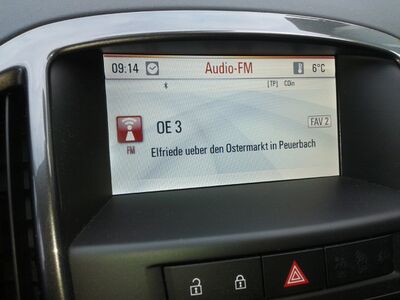 09:14 Audio-FM 6°C
[TP] CDin
OE 3 FAV 2
FM
Elfriede ueber den Ostermarkt in Peuerbach